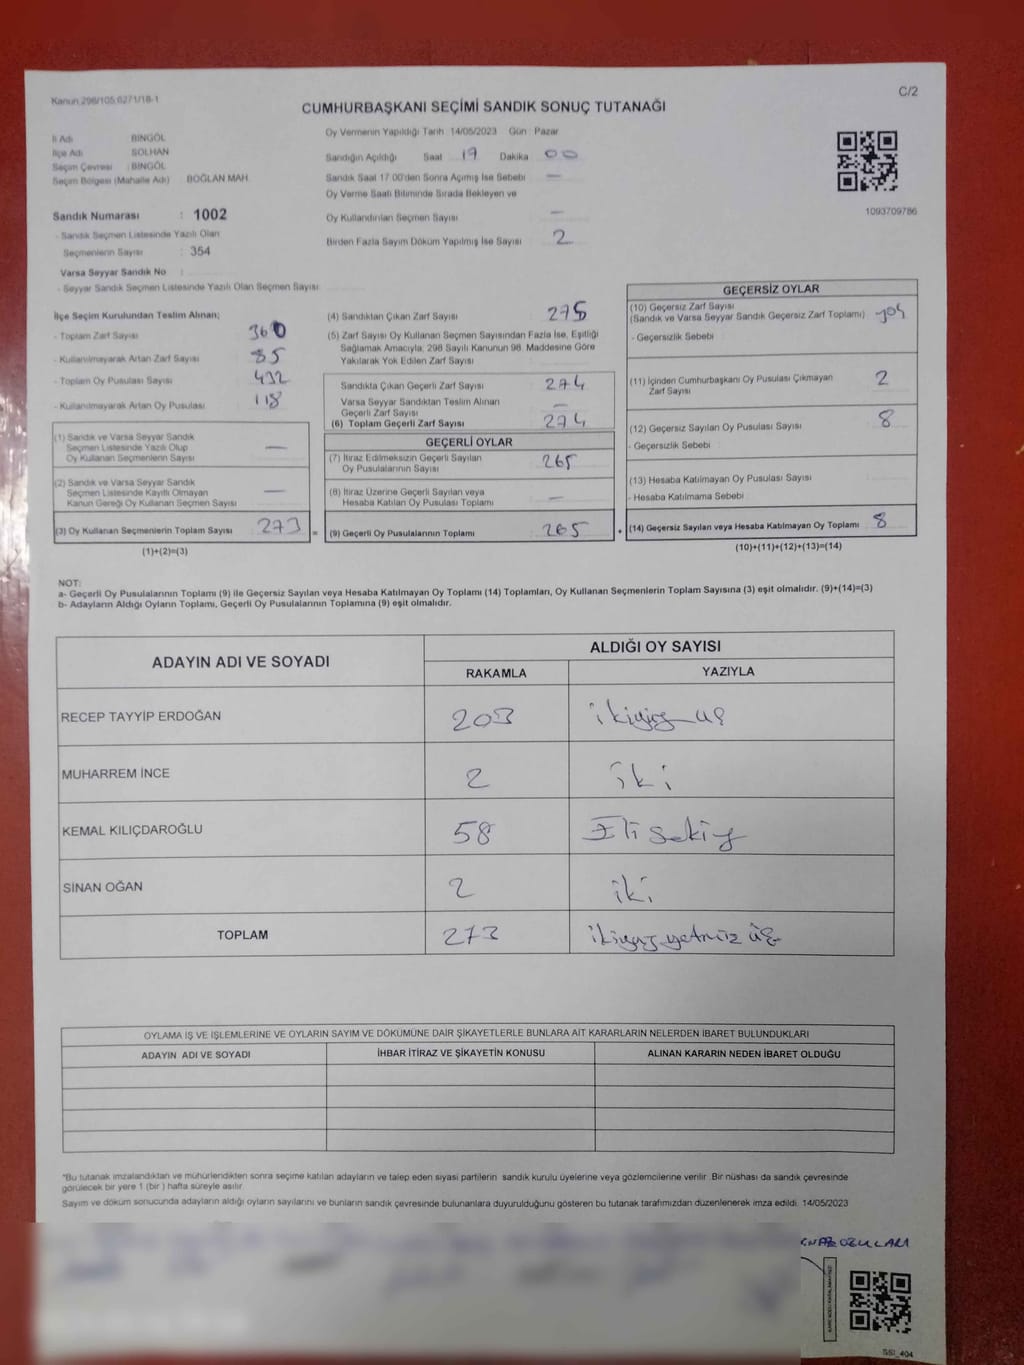 Kanun 298/105,027/1/18-1
C/2
CUMHURBAŞKANI SEÇİMİ SANDIK SONUÇ TUTANAĞI
İl Adı : BİNGÖL
İlçe Adı : SOLHAN
Seçim Çevresi : BİNGÖL
Seçim Bölgesi (Mahalle Adı) : BOĞLAN MAH.
Sandık Numarası : 1002
- Sandık Seçmen Listesinde Yazılı Olan
Seçmenlerin Sayısı : 354
Varsa Seyyar Sandık No :
- Seyyar Sandık Seçmen Listesinde Yazılı Olan Seçmen Sayısı:
Oy Vermenin Yapıldığı Tarih 14/05/2023 Gün : Pazar
Sandığın Açıldığı Saat 17 Dakika 00
Sandık Saat 17:00'den Sonra Açılmış İse Sebebi —
Oy Verme Saati Bitiminde Sırada Bekleyen ve
Oy Kullandırılan Seçmen Sayısı —
Birden Fazla Sayım Döküm Yapılmış İse Sayısı 2
1093709786
İlçe Seçim Kurulundan Teslim Alınan;
- Toplam Zarf Sayısı 360
- Kullanılmayarak Artan Zarf Sayısı 85
- Toplam Oy Pusulası Sayısı 432
- Kullanılmayarak Artan Oy Pusulası 118
(1) Sandık ve Varsa Seyyar Sandık
Seçmen Listesinde Yazılı Olup
Oy Kullanan Seçmenlerin Sayısı —
(2) Sandık ve Varsa Seyyar Sandık
Seçmen Listesinde Kayıtlı Olmayan
Kanun Gereği Oy Kullanan Seçmen Sayısı —
(3) Oy Kullanan Seçmenlerin Toplam Sayısı 273 =
(1)+(2)=(3)
(4) Sandıktan Çıkan Zarf Sayısı 275
(5) Zarf Sayısı Oy Kullanan Seçmen Sayısından Fazla İse, Eşitliği
Sağlamak Amacıyla, 298 Sayılı Kanunun 98. Maddesine Göre
Yakılarak Yok Edilen Zarf Sayısı
Sandıkta Çıkan Geçerli Zarf Sayısı 274
Varsa Seyyar Sandıktan Teslim Alınan
Geçerli Zarf Sayısı —
(6) Toplam Geçerli Zarf Sayısı 274
GEÇERLİ OYLAR
(7) İtiraz Edilmeksizin Geçerli Sayılan
Oy Pusulalarının Sayısı 265
(8) İtiraz Üzerine Geçerli Sayılan veya
Hesaba Katılan Oy Pusulası Toplamı —
(9) Geçerli Oy Pusulalarının Toplamı 265 +
GEÇERSİZ OYLAR
(10) Geçersiz Zarf Sayısı
(Sandık ve Varsa Seyyar Sandık Geçersiz Zarf Toplamı)
- Geçersizlik Sebebi
(11) İçinden Cumhurbaşkanı Oy Pusulası Çıkmayan
Zarf Sayısı 2
(12) Geçersiz Sayılan Oy Pusulası Sayısı 8
- Geçersizlik Sebebi
(13) Hesaba Katılmayan Oy Pusulası Sayısı
- Hesaba Katılmama Sebebi
(14) Geçersiz Sayılan veya Hesaba Katılmayan Oy Toplamı 8
(10)+(11)+(12)+(13)=(14)
NOT:
a- Geçerli Oy Pusulalarının Toplamı (9) ile Geçersiz Sayılan veya Hesaba Katılmayan Oy Toplamı (14) Toplamları, Oy Kullanan Seçmenlerin Toplam Sayısına (3) eşit olmalıdır. (9)+(14)=(3)
b- Adayların Aldığı Oyların Toplamı, Geçerli Oy Pusulalarının Toplamına (9) eşit olmalıdır.
ADAYIN ADI VE SOYADI
ALDIĞI OY SAYISI
RAKAMLA YAZIYLA
RECEP TAYYİP ERDOĞAN 203 ikiyüz üç
MUHARREM İNCE 2 iki
KEMAL KILIÇDAROĞLU 58 Eli sekiz
SİNAN OĞAN 2 iki
TOPLAM 273 ikiyüz yetmiz üç
OYLAMA İŞ VE İŞLEMLERİNE VE OYLARIN SAYIM VE DÖKÜMÜNE DAİR ŞİKAYETLERLE BUNLARA AİT KARARLARIN NELERDEN İBARET BULUNDUKLARI
ADAYIN ADI VE SOYADI İHBAR İTİRAZ VE ŞİKAYETİN KONUSU ALINAN KARARIN NEDEN İBARET OLDUĞU
*Bu tutanak imzalandıktan ve mühürlendikten sonra seçime katılan adayların ve talep eden siyasi partilerin sandık kurulu üyelerine veya gözlemcilerine verilir. Bir nüshası da sandık çevresinde
görülecek bir yere 1 (bir) hafta süreyle asılır.
Sayım ve döküm sonucunda adayların aldığı oyların sayılarını ve bunların sandık çevresinde bulunanlara duyurulduğunu gösteren bu tutanak tarafımızdan düzenlenerek imza edildi. 14/05/2023
SSI_404